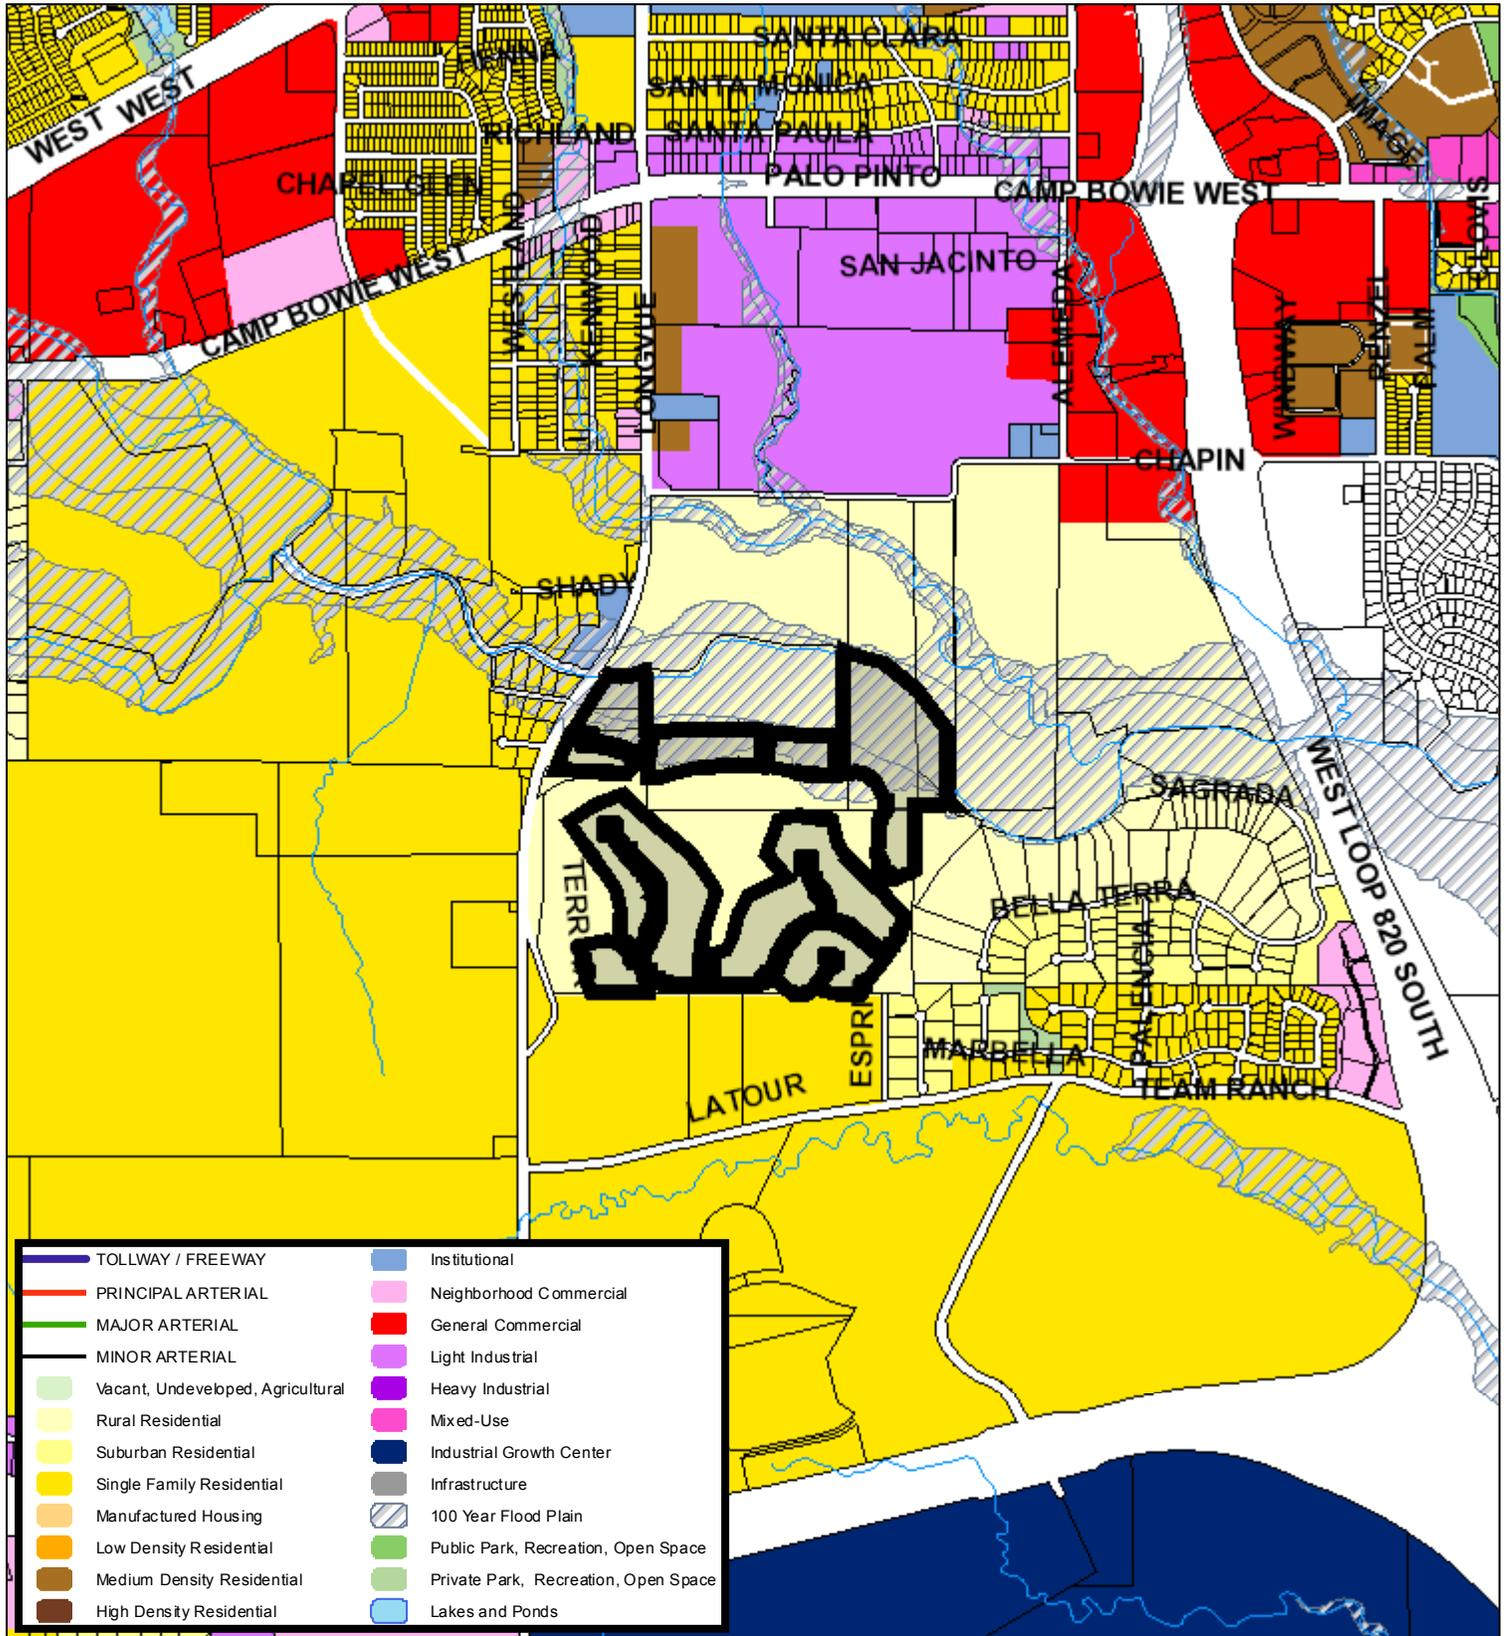 SANTA CLARA
HENNA
SANTA MONICA
WEST WEST
RICHLAND
SANTA PAULA
IMAGE
PALO PINTO
CHAPEL GLEN
CAMP BOWIE WEST
CLOVIS
WESTLAND
KENWOOD
CAMP BOWIE WEST
SAN JACINTO
LONGVUE
ALEMEDA
WINDWAY
RENZEL
PALM
CHAPIN
SHADY
SAGRADA
WEST LOOP 820 SOUTH
BELLA TERRA
PALENCIA
ESPRI
MARBELLA
TEAM RANCH
LATOUR
TOLLWAY / FREEWAY
PRINCIPAL ARTERIAL
MAJOR ARTERIAL
MINOR ARTERIAL
Vacant, Undeveloped, Agricultural
Rural Residential
Suburban Residential
Single Family Residential
Manufactured Housing
Low Density Residential
Medium Density Residential
High Density Residential
Institutional
Neighborhood Commercial
General Commercial
Light Industrial
Heavy Industrial
Mixed-Use
Industrial Growth Center
Infrastructure
100 Year Flood Plain
Public Park, Recreation, Open Space
Private Park, Recreation, Open Space
Lakes and Ponds